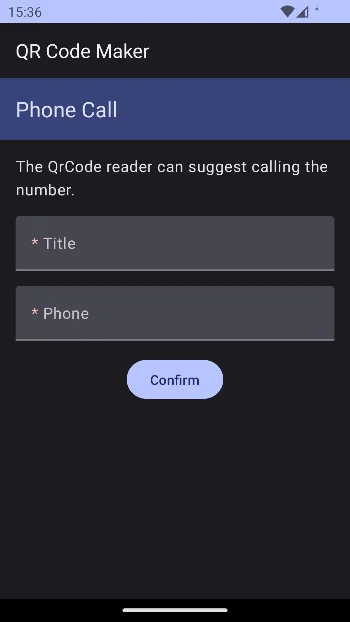 15:36
QR Code Maker
Phone Call
The QrCode reader can suggest calling the
number.
* Title
* Phone
Confirm